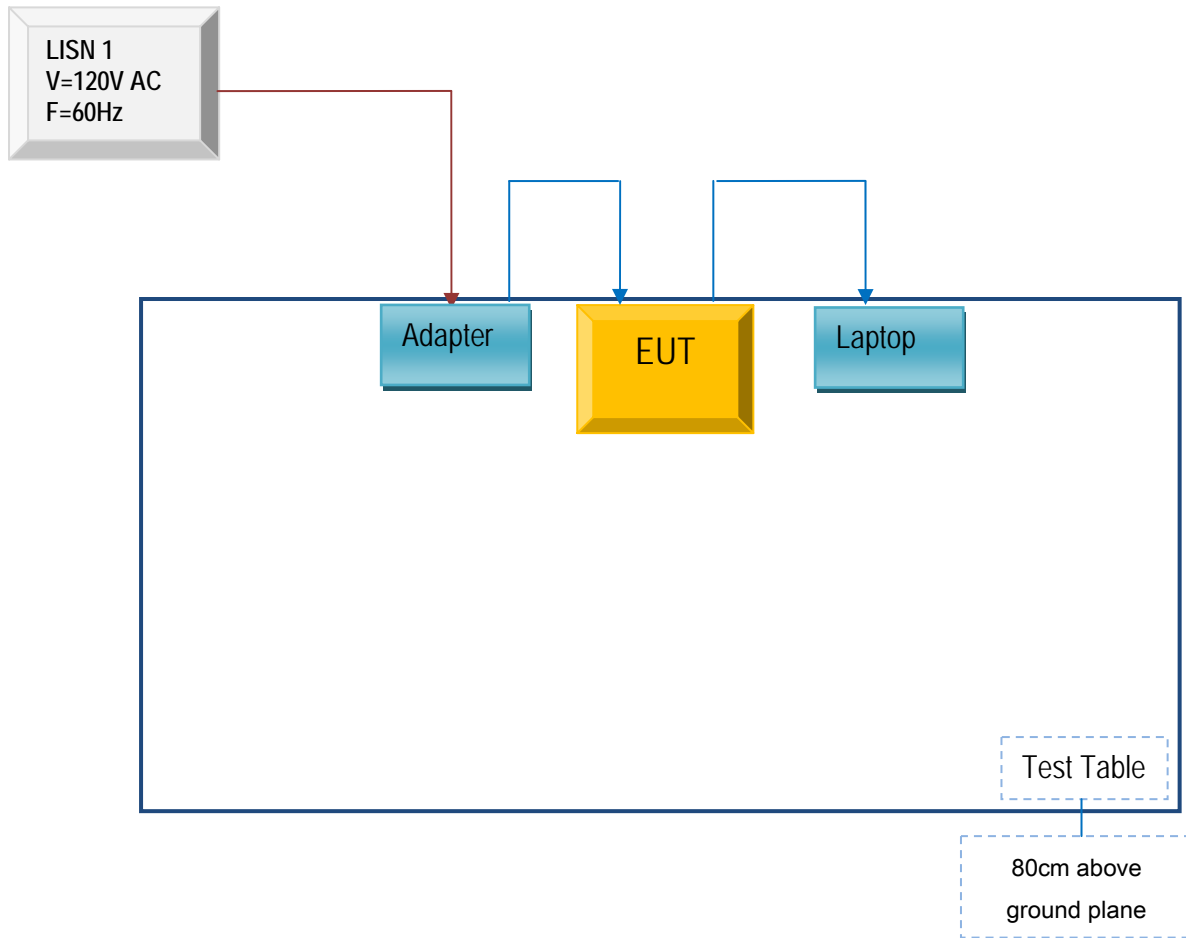 LISN 1
V=120V AC
F=60Hz
Adapter
EUT
Laptop
Test Table
80cm above
ground plane